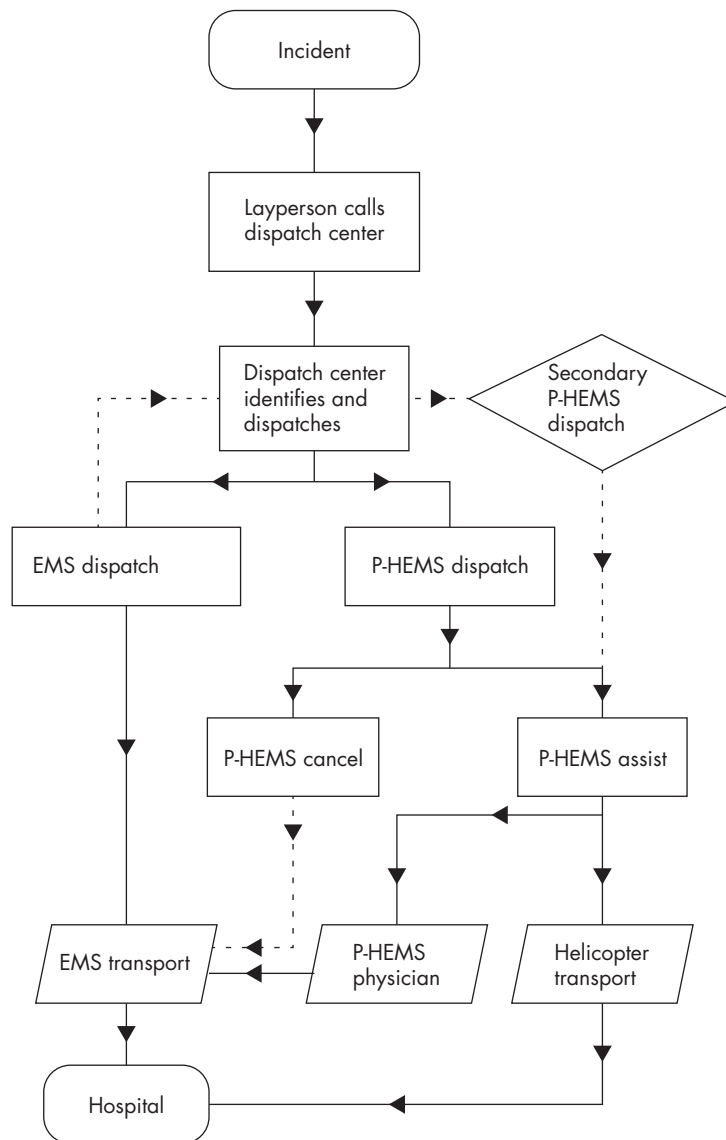 Incident
Layperson calls
dispatch center
Dispatch center
identifies and
dispatches
Secondary
P-HEMS
dispatch
EMS dispatch
P-HEMS dispatch
P-HEMS cancel
P-HEMS assist
EMS transport
P-HEMS
physician
Helicopter
transport
Hospital